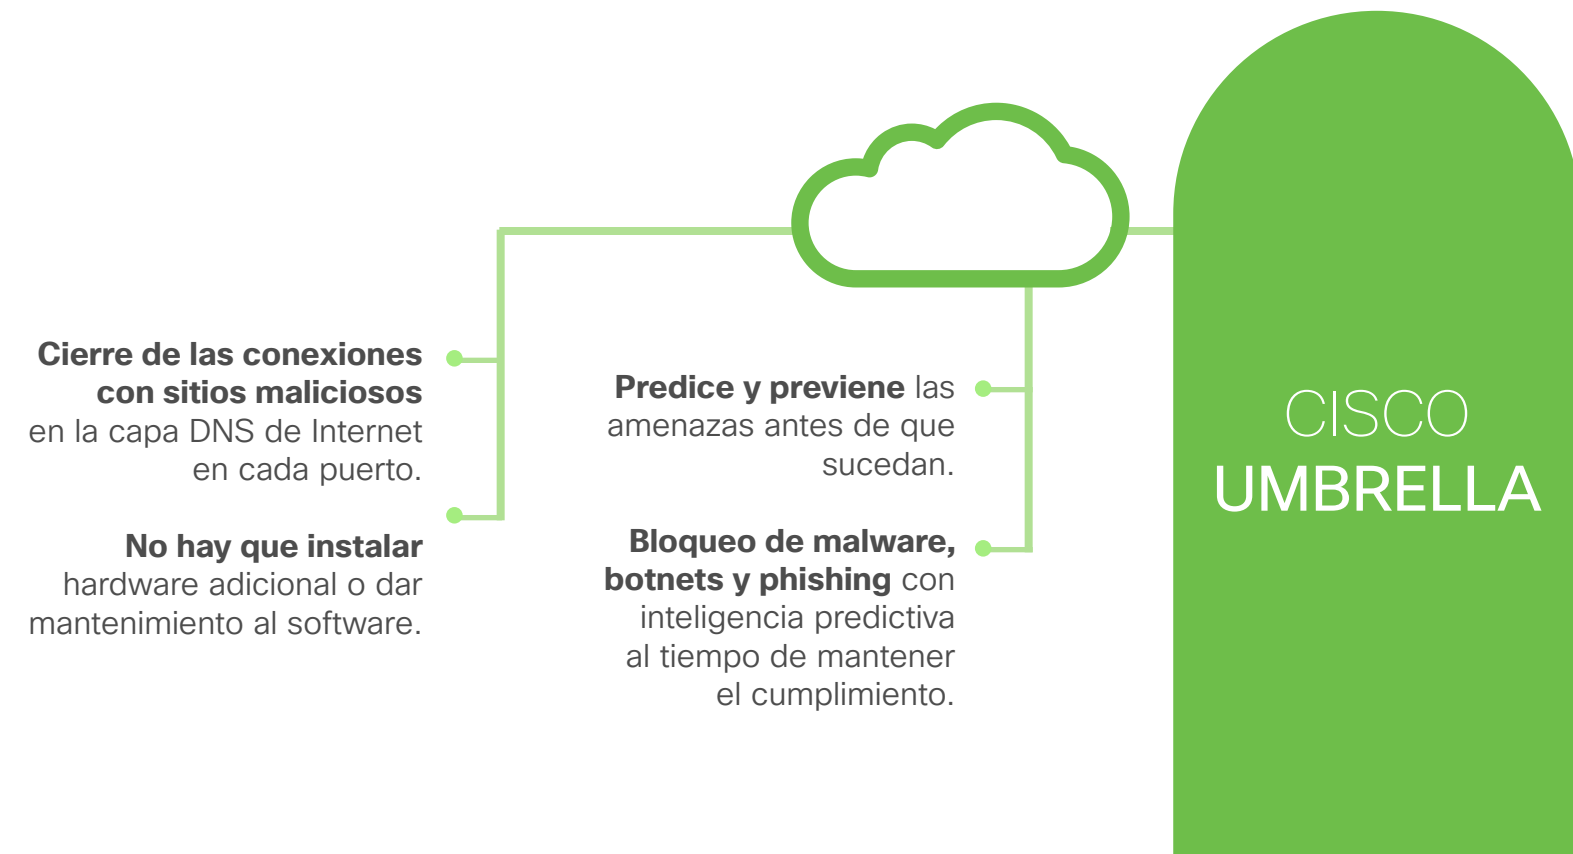 Cierre de las conexiones
con sitios maliciosos
en la capa DNS de Internet
en cada puerto.
No hay que instalar
hardware adicional o dar
mantenimiento al software.
Predice y previene las
amenazas antes de que
sucedan.
Bloqueo de malware,
botnets y phishing con
inteligencia predictiva
al tiempo de mantener
el cumplimiento.
CISCO
UMBRELLA